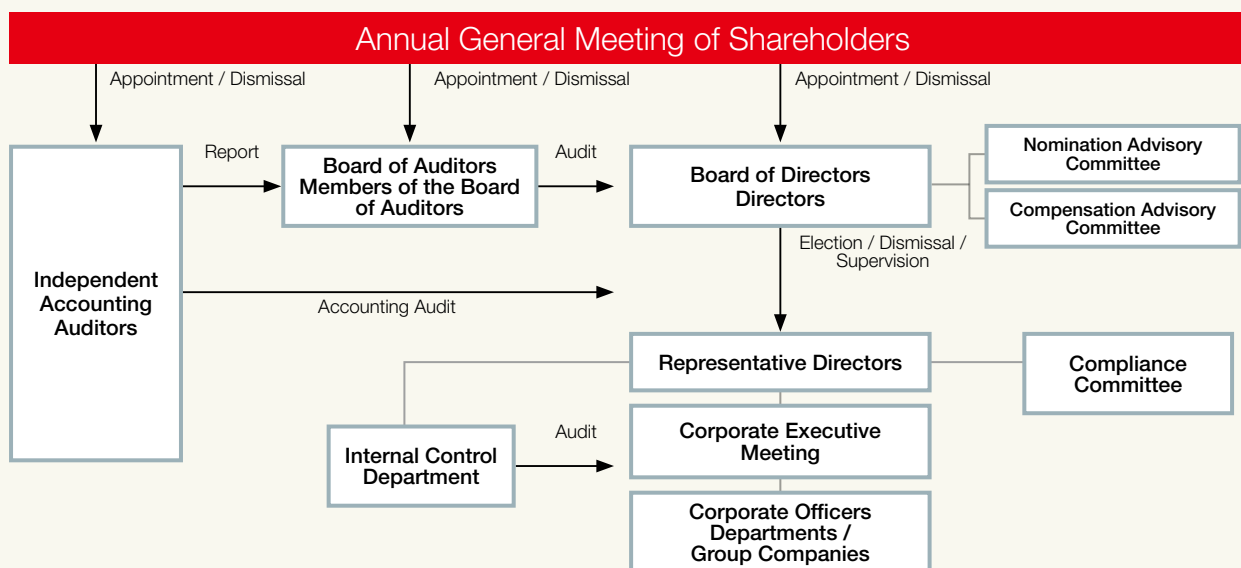 Annual General Meeting of Shareholders
Appointment / Dismissal
Appointment / Dismissal
Appointment / Dismissal
Independent
Accounting
Auditors
Report
Board of Auditors
Members of the Board
of Auditors
Audit
Board of Directors
Directors
Nomination Advisory
Committee
Compensation Advisory
Committee
Election / Dismissal /
Supervision
Accounting Audit
Representative Directors
Compliance
Committee
Internal Control
Department
Audit
Corporate Executive
Meeting
Corporate Officers
Departments /
Group Companies